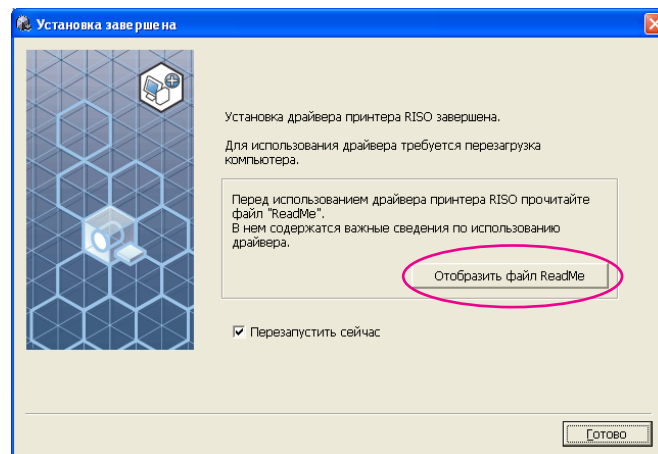 Установка завершена
Установка драйвера принтера RISO завершена.
Для использования драйвера требуется перезагрузка
компьютера.
Перед использованием драйвера принтера RISO прочитайте
файл "ReadMe".
В нем содержатся важные сведения по использованию
драйвера.
Отобразить файл ReadMe
Перезапустить сейчас
Готово